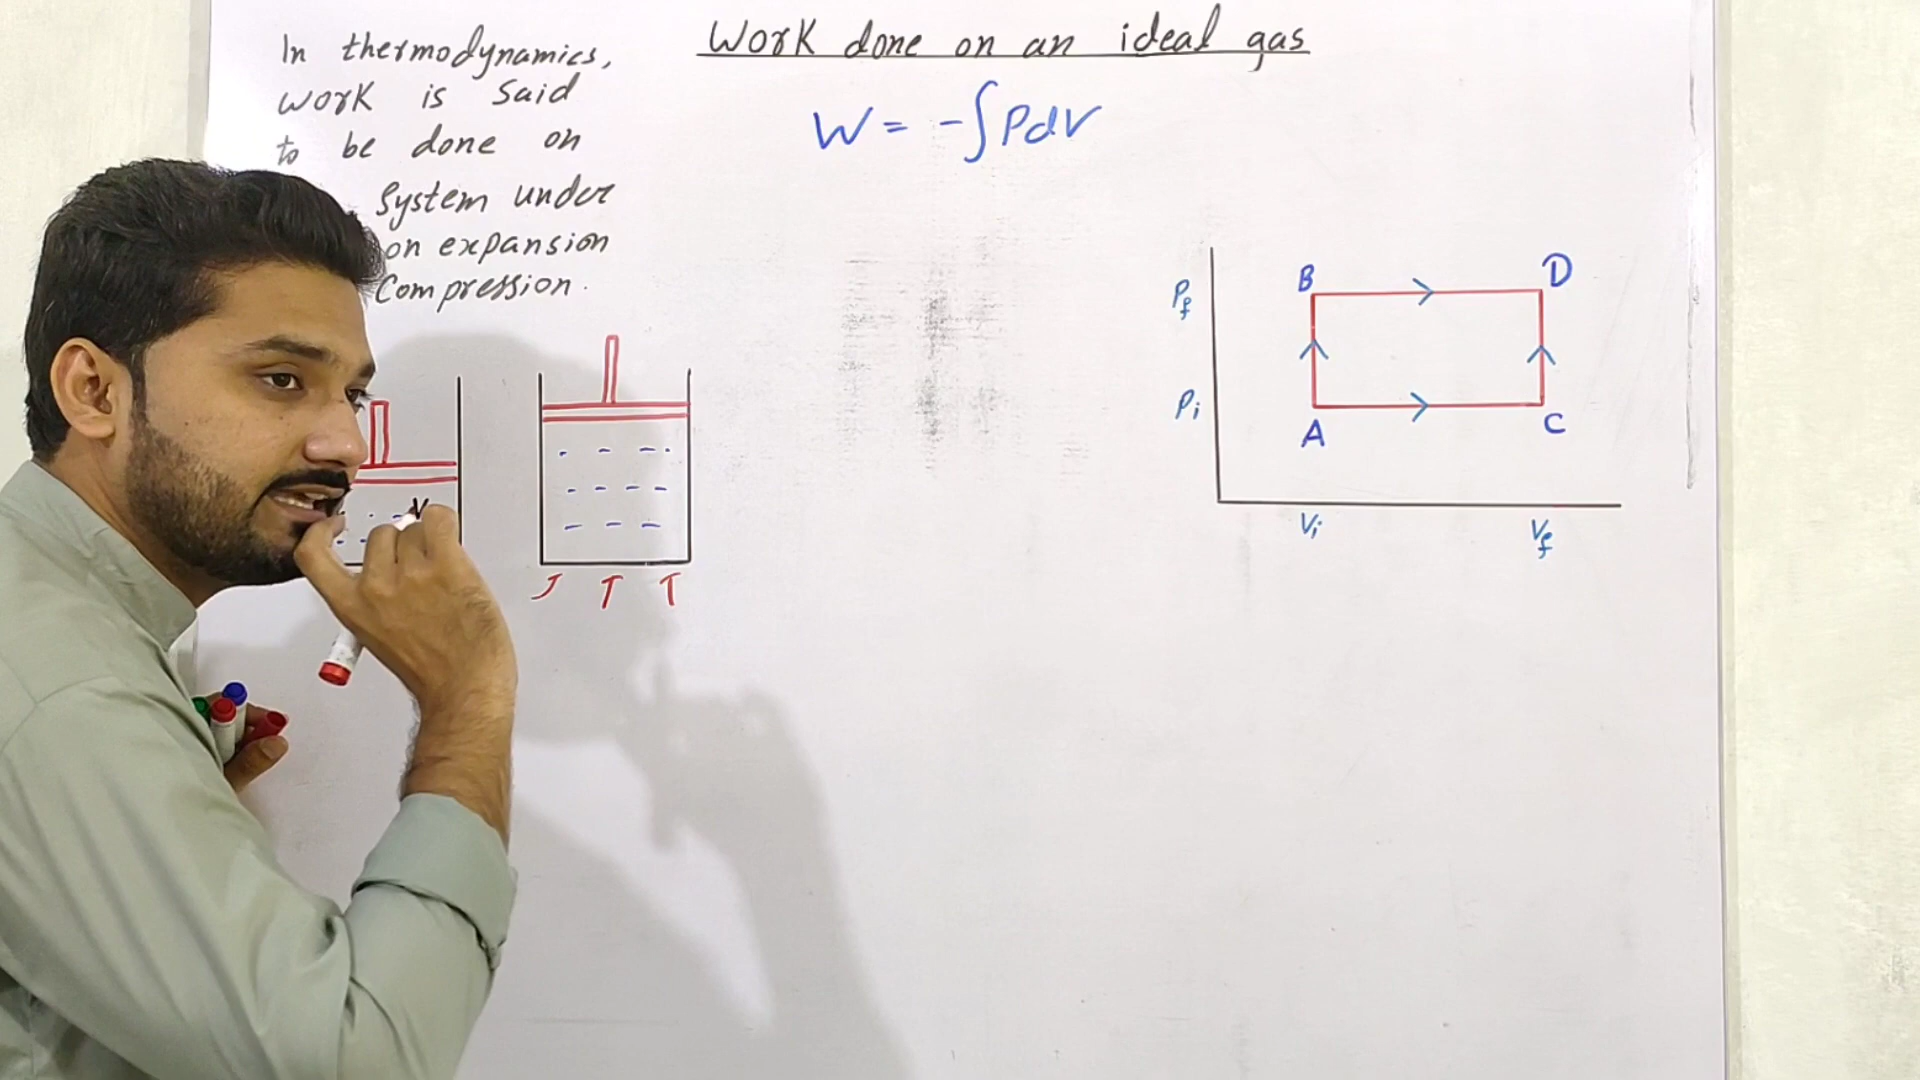 Work done on an ideal gas
In thermodynamics,
work is said
to be done on
System under
on expansion
Compression.
W = -∫PdV
B
D
Pf
Pi
A
C
Vi
Vf
V
T T T